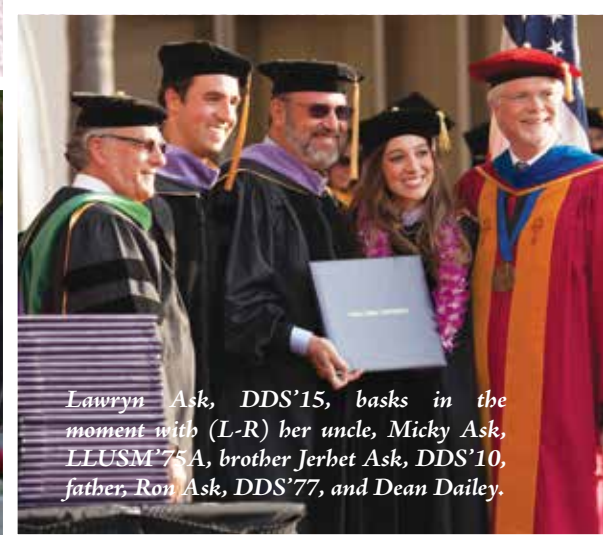 Lawryn Ask, DDS'15, basks in the
moment with (L-R) her uncle, Micky Ask,
LLUSM'75A, brother Jerhet Ask, DDS'10,
father, Ron Ask, DDS'77, and Dean Dailey.